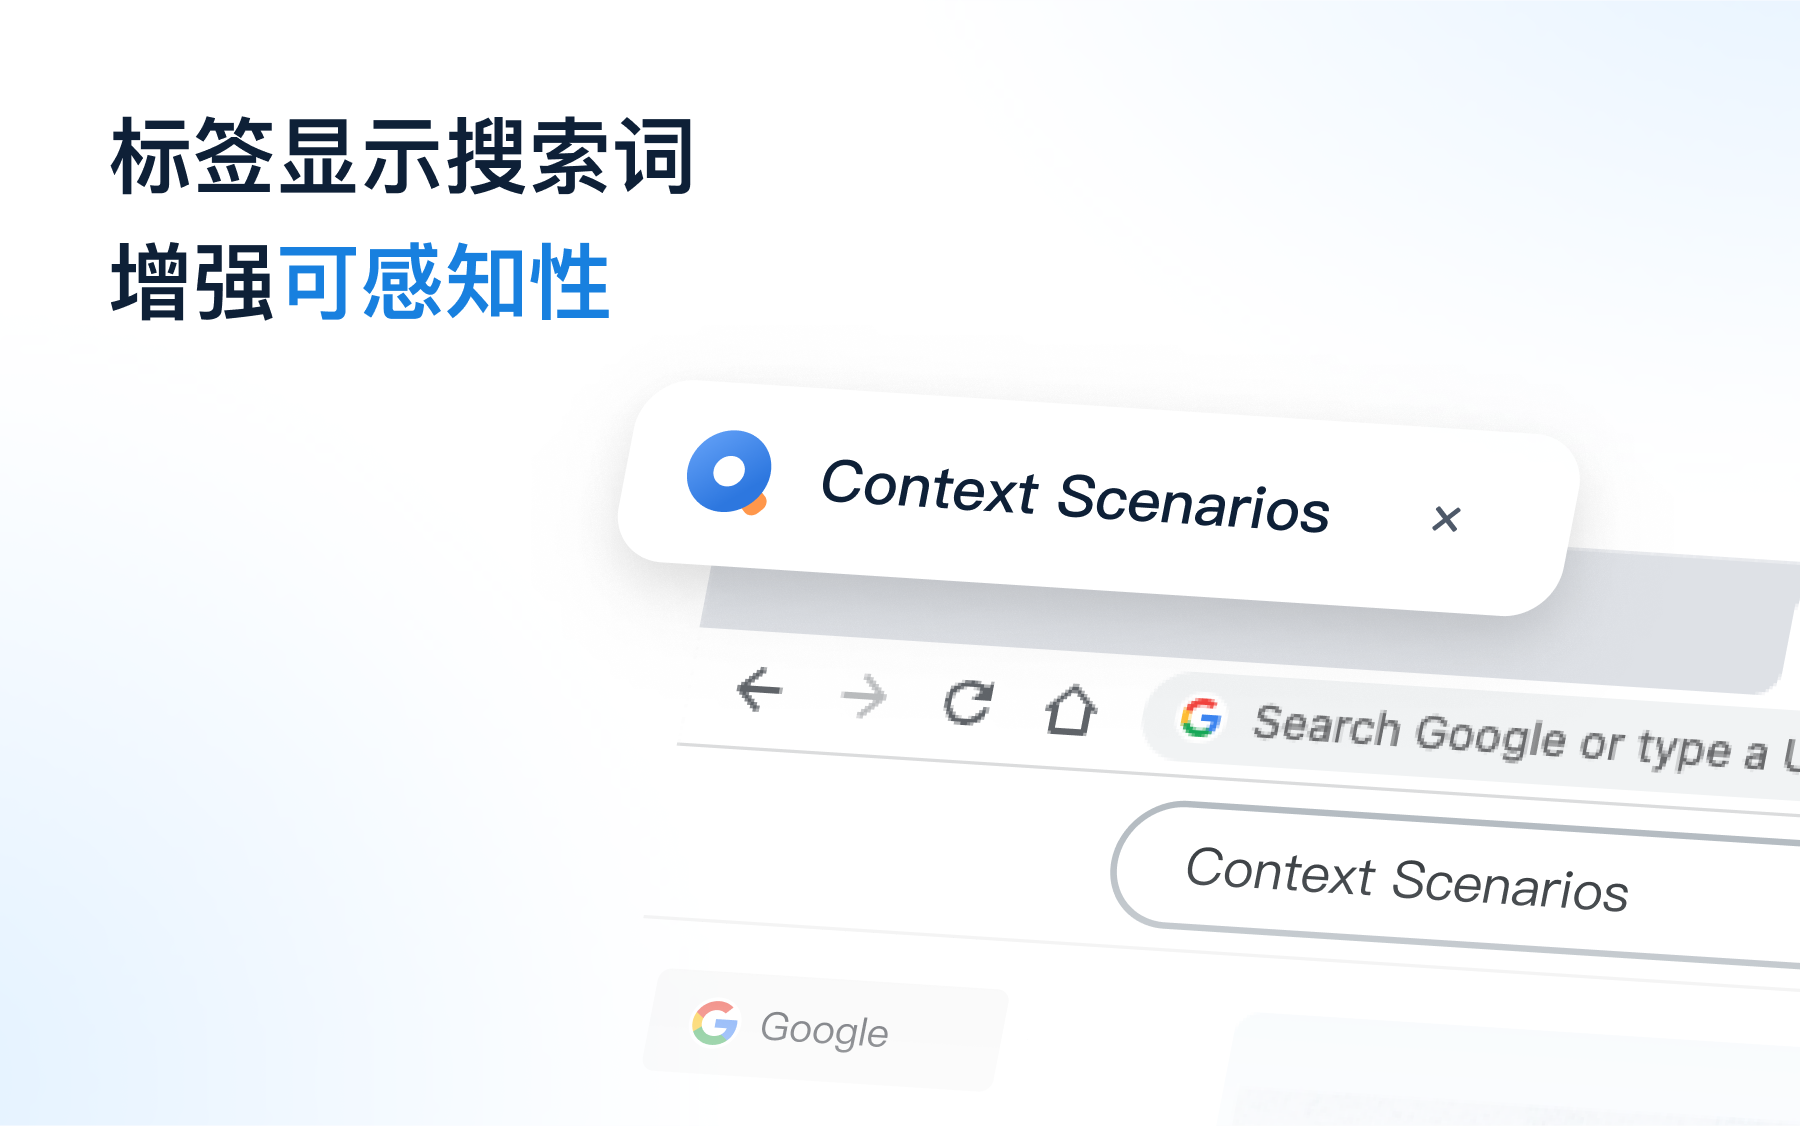 标签显示搜索词
增强可感知性
Context Scenarios
Search Google or type a U
Context Scenarios
Google